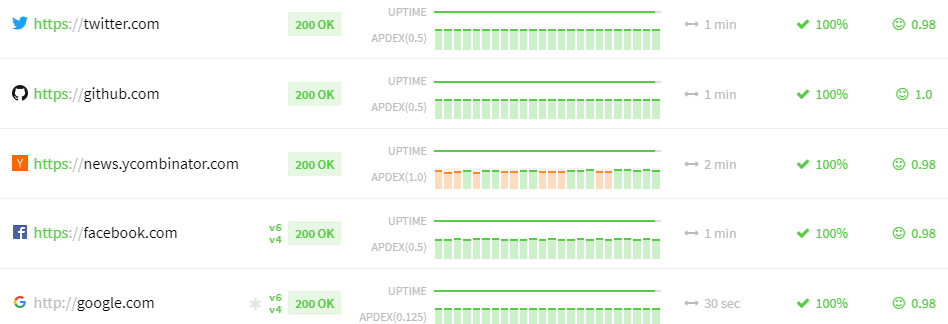 UPTIME
https://twitter.com 200 OK 1 min 100% 0.98
APDEX(0.5)
UPTIME
https://github.com 200 OK 1 min 100% 1.0
APDEX(0.5)
UPTIME
Y https://news.ycombinator.com 200 OK 2 min 100% 0.98
APDEX(1.0)
UPTIME
v6
f https://facebook.com 200 OK 1 min 100% 0.98
v4
APDEX(0.5)
UPTIME
v6
G http://google.com * 200 OK 30 sec 100% 0.98
v4
APDEX(0.125)